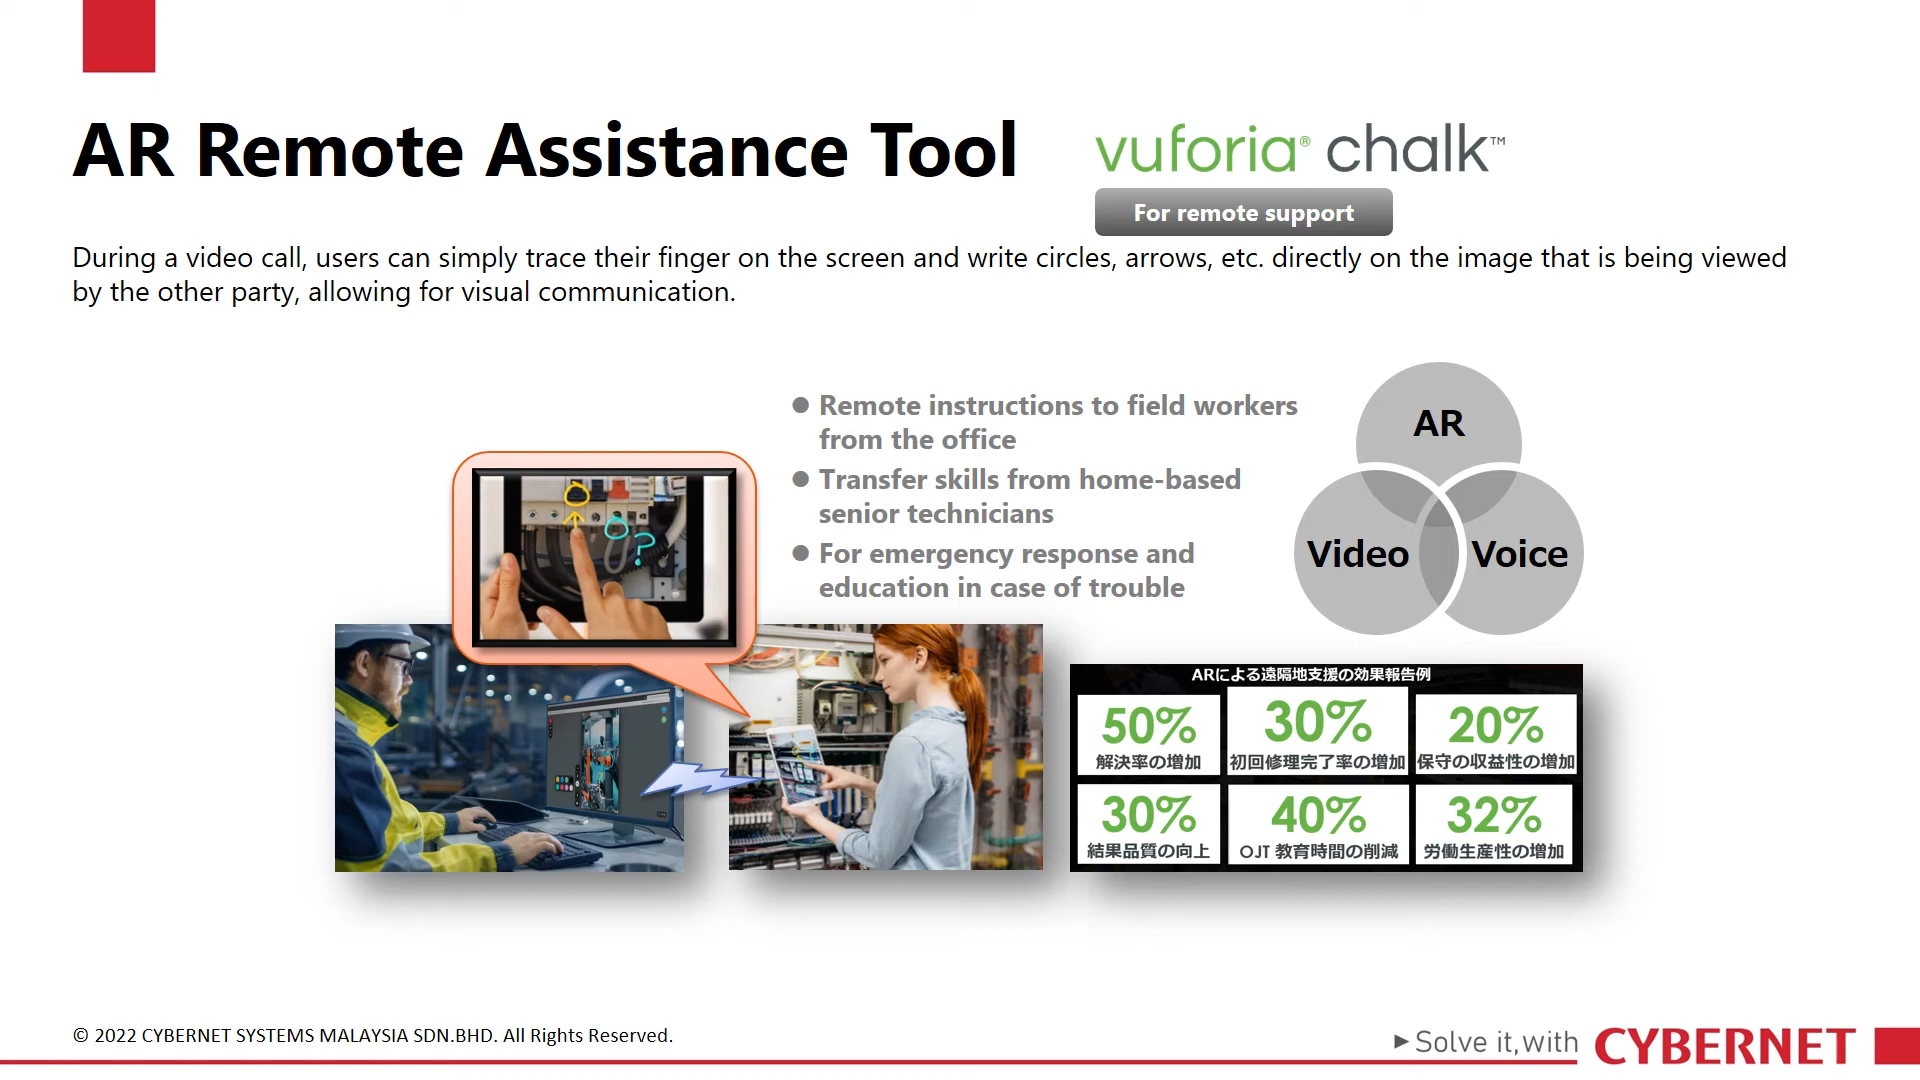 AR Remote Assistance Tool
vuforia® chalk™
For remote support
During a video call, users can simply trace their finger on the screen and write circles, arrows, etc. directly on the image that is being viewed
by the other party, allowing for visual communication.
● Remote instructions to field workers
from the office
● Transfer skills from home-based
senior technicians
● For emergency response and
education in case of trouble
AR
Video
Voice
?
ARによる遠隔地支援の効果報告例
50%
解決率の増加
30%
初回修理完了率の増加
20%
保守の収益性の増加
30%
結果品質の向上
40%
OJT 教育時間の削減
32%
労働生産性の増加
© 2022 CYBERNET SYSTEMS MALAYSIA SDN.BHD. All Rights Reserved.
►Solve it, with CYBERNET